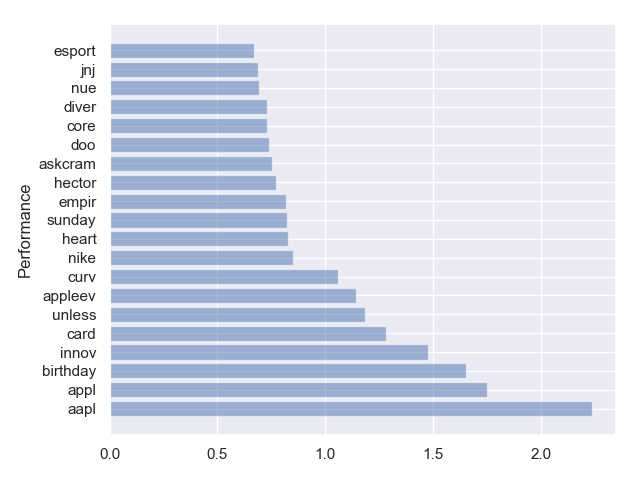 esport
jnj
nue
diver
core
doo
askcram
hector
empir
sunday
heart
nike
curv
appleev
unless
card
innov
birthday
appl
aapl
Performance
0.0 0.5 1.0 1.5 2.0